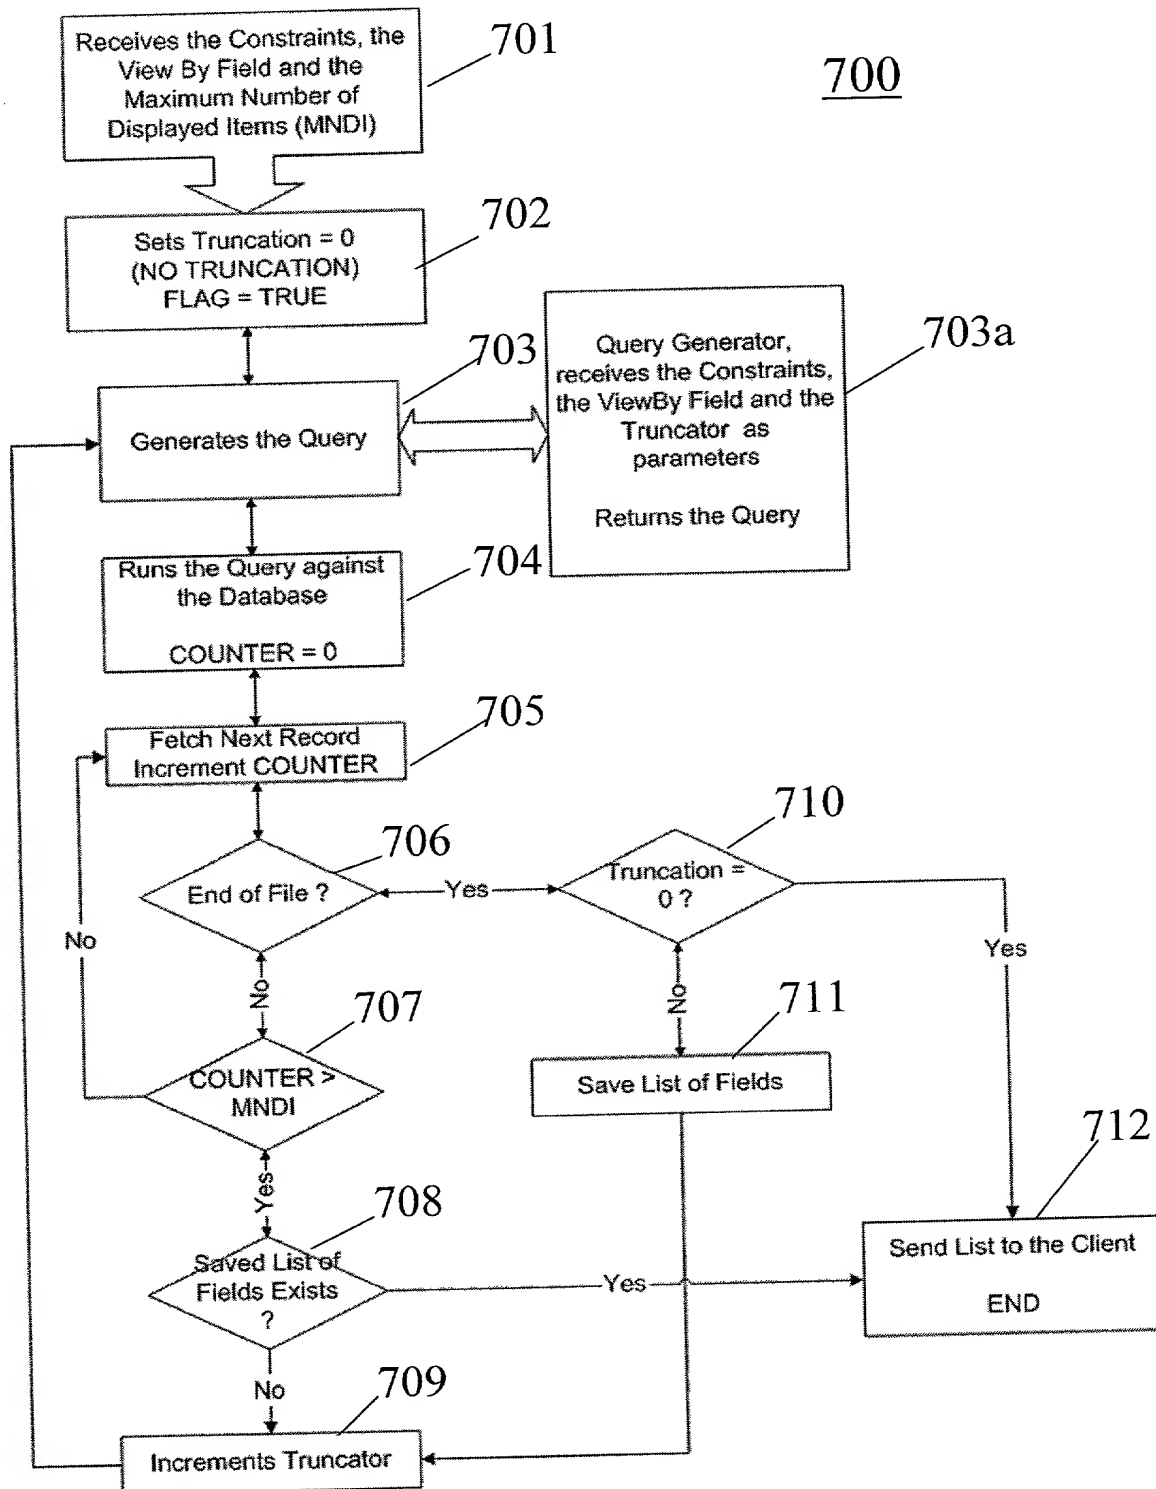 Receives the Constraints, the
View By Field and the
Maximum Number of
Displayed Items (MNDI)
701
700
Sets Truncation = 0
(NO TRUNCATION)
FLAG = TRUE
702
Generates the Query
703
Query Generator,
receives the Constraints,
the ViewBy Field and the
Truncator as
parameters
Returns the Query
703a
Runs the Query against
the Database
COUNTER = 0
704
Fetch Next Record
Increment COUNTER
705
End of File ?
706
Yes
Truncation =
0 ?
710
Yes
No
No
No
COUNTER >
MNDI
707
Save List of Fields
711
Yes
Saved List of
Fields Exists
?
708
Yes
Send List to the Client
END
712
No
Increments Truncator
709